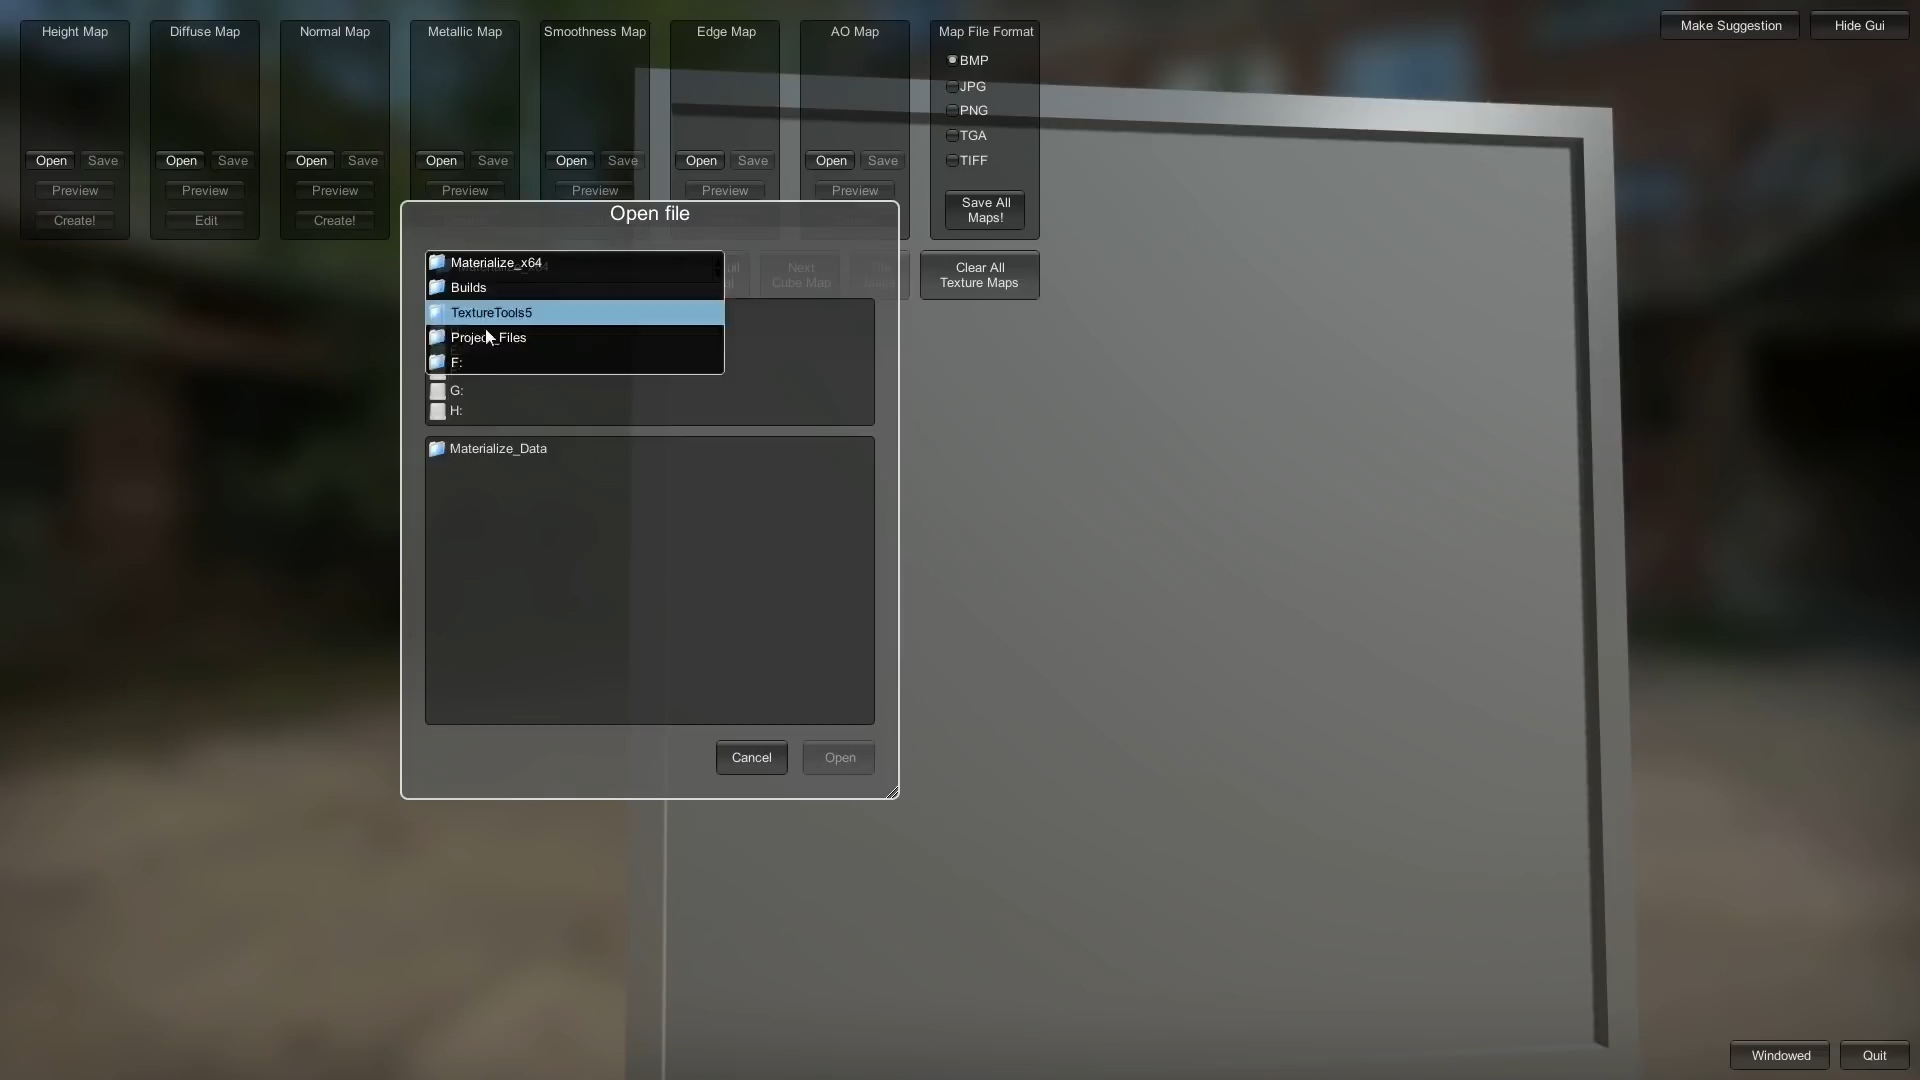 Height Map
Diffuse Map
Normal Map
Metallic Map
Smoothness Map
Edge Map
AO Map
Map File Format
Make Suggestion
Hide Gui
BMP
JPG
PNG
TGA
TIFF
Open Save
Open Save
Open Save
Open Save
Open Save
Open Save
Open Save
Preview
Preview
Preview
Preview
Preview
Preview
Preview
Create!
Edit
Create!
Save All
Maps!
Open file
Materialize_x64
Builds
TextureTools5
Project_Files
F:
G:
H:
Next
Cube Map
Clear All
Texture Maps
Materialize_Data
Cancel
Open
Windowed
Quit